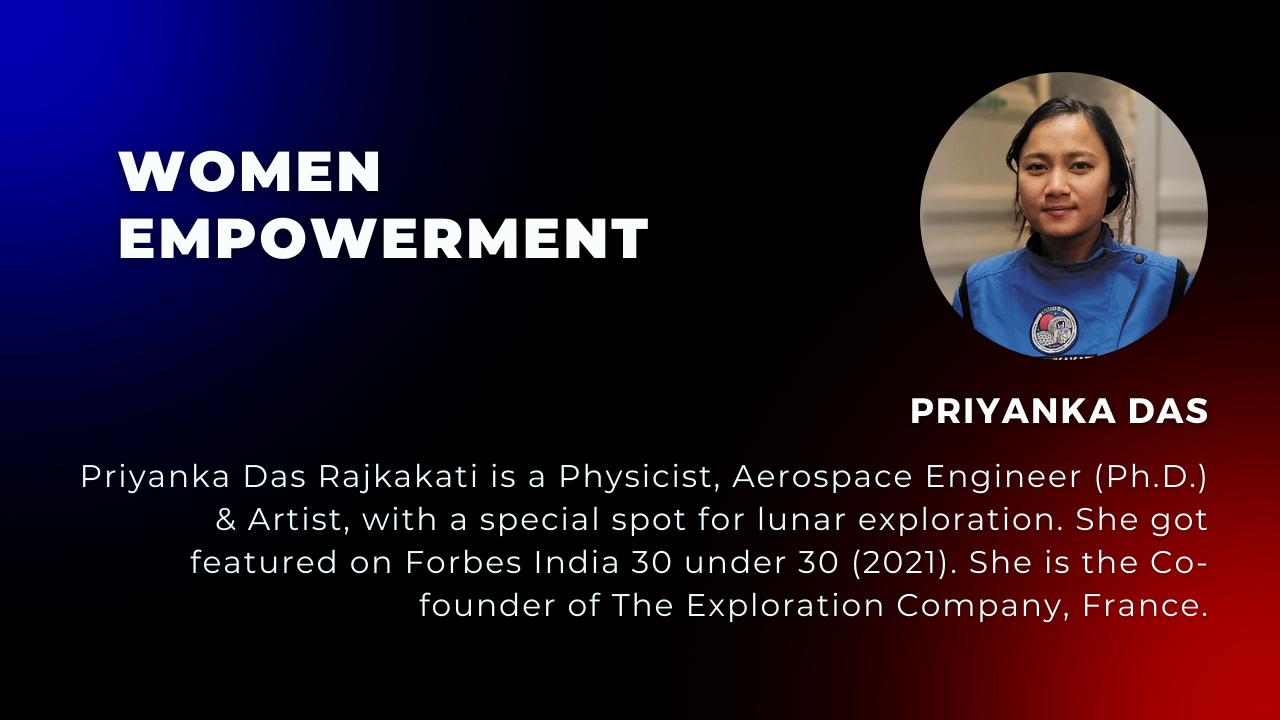 WOMEN
EMPOWERMENT
PRIYANKA DAS
Priyanka Das Rajkakati is a Physicist, Aerospace Engineer (Ph.D.)
& Artist, with a special spot for lunar exploration. She got
featured on Forbes India 30 under 30 (2021). She is the Co-
founder of The Exploration Company, France.